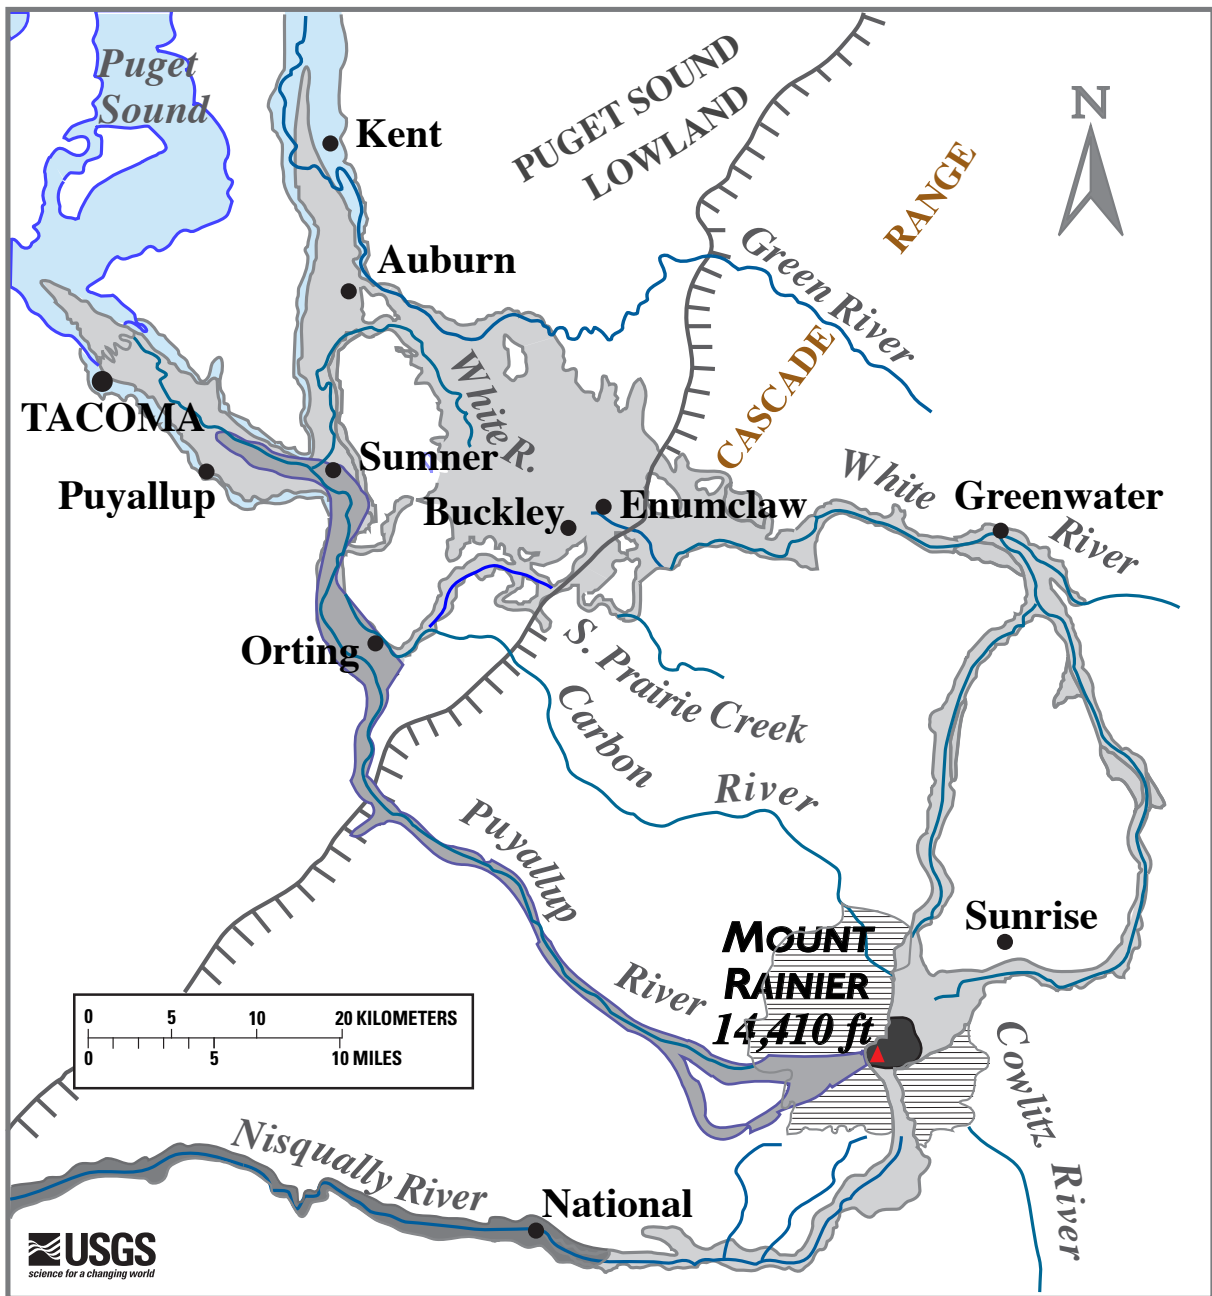 Puget
Sound
Kent
PUGET SOUND
LOWLAND
N
CASCADE RANGE
Auburn
Green River
TACOMA
White R.
Sumner
Puyallup
Buckley
Enumclaw
White River
Greenwater
Orting
S. Prairie Creek
Carbon River
Puyallup River
MOUNT
RAINIER
14,410 ft
Sunrise
0 5 10 20 KILOMETERS
0 5 10 MILES
Cowlitz River
Nisqually River
National
USGS
science for a changing world